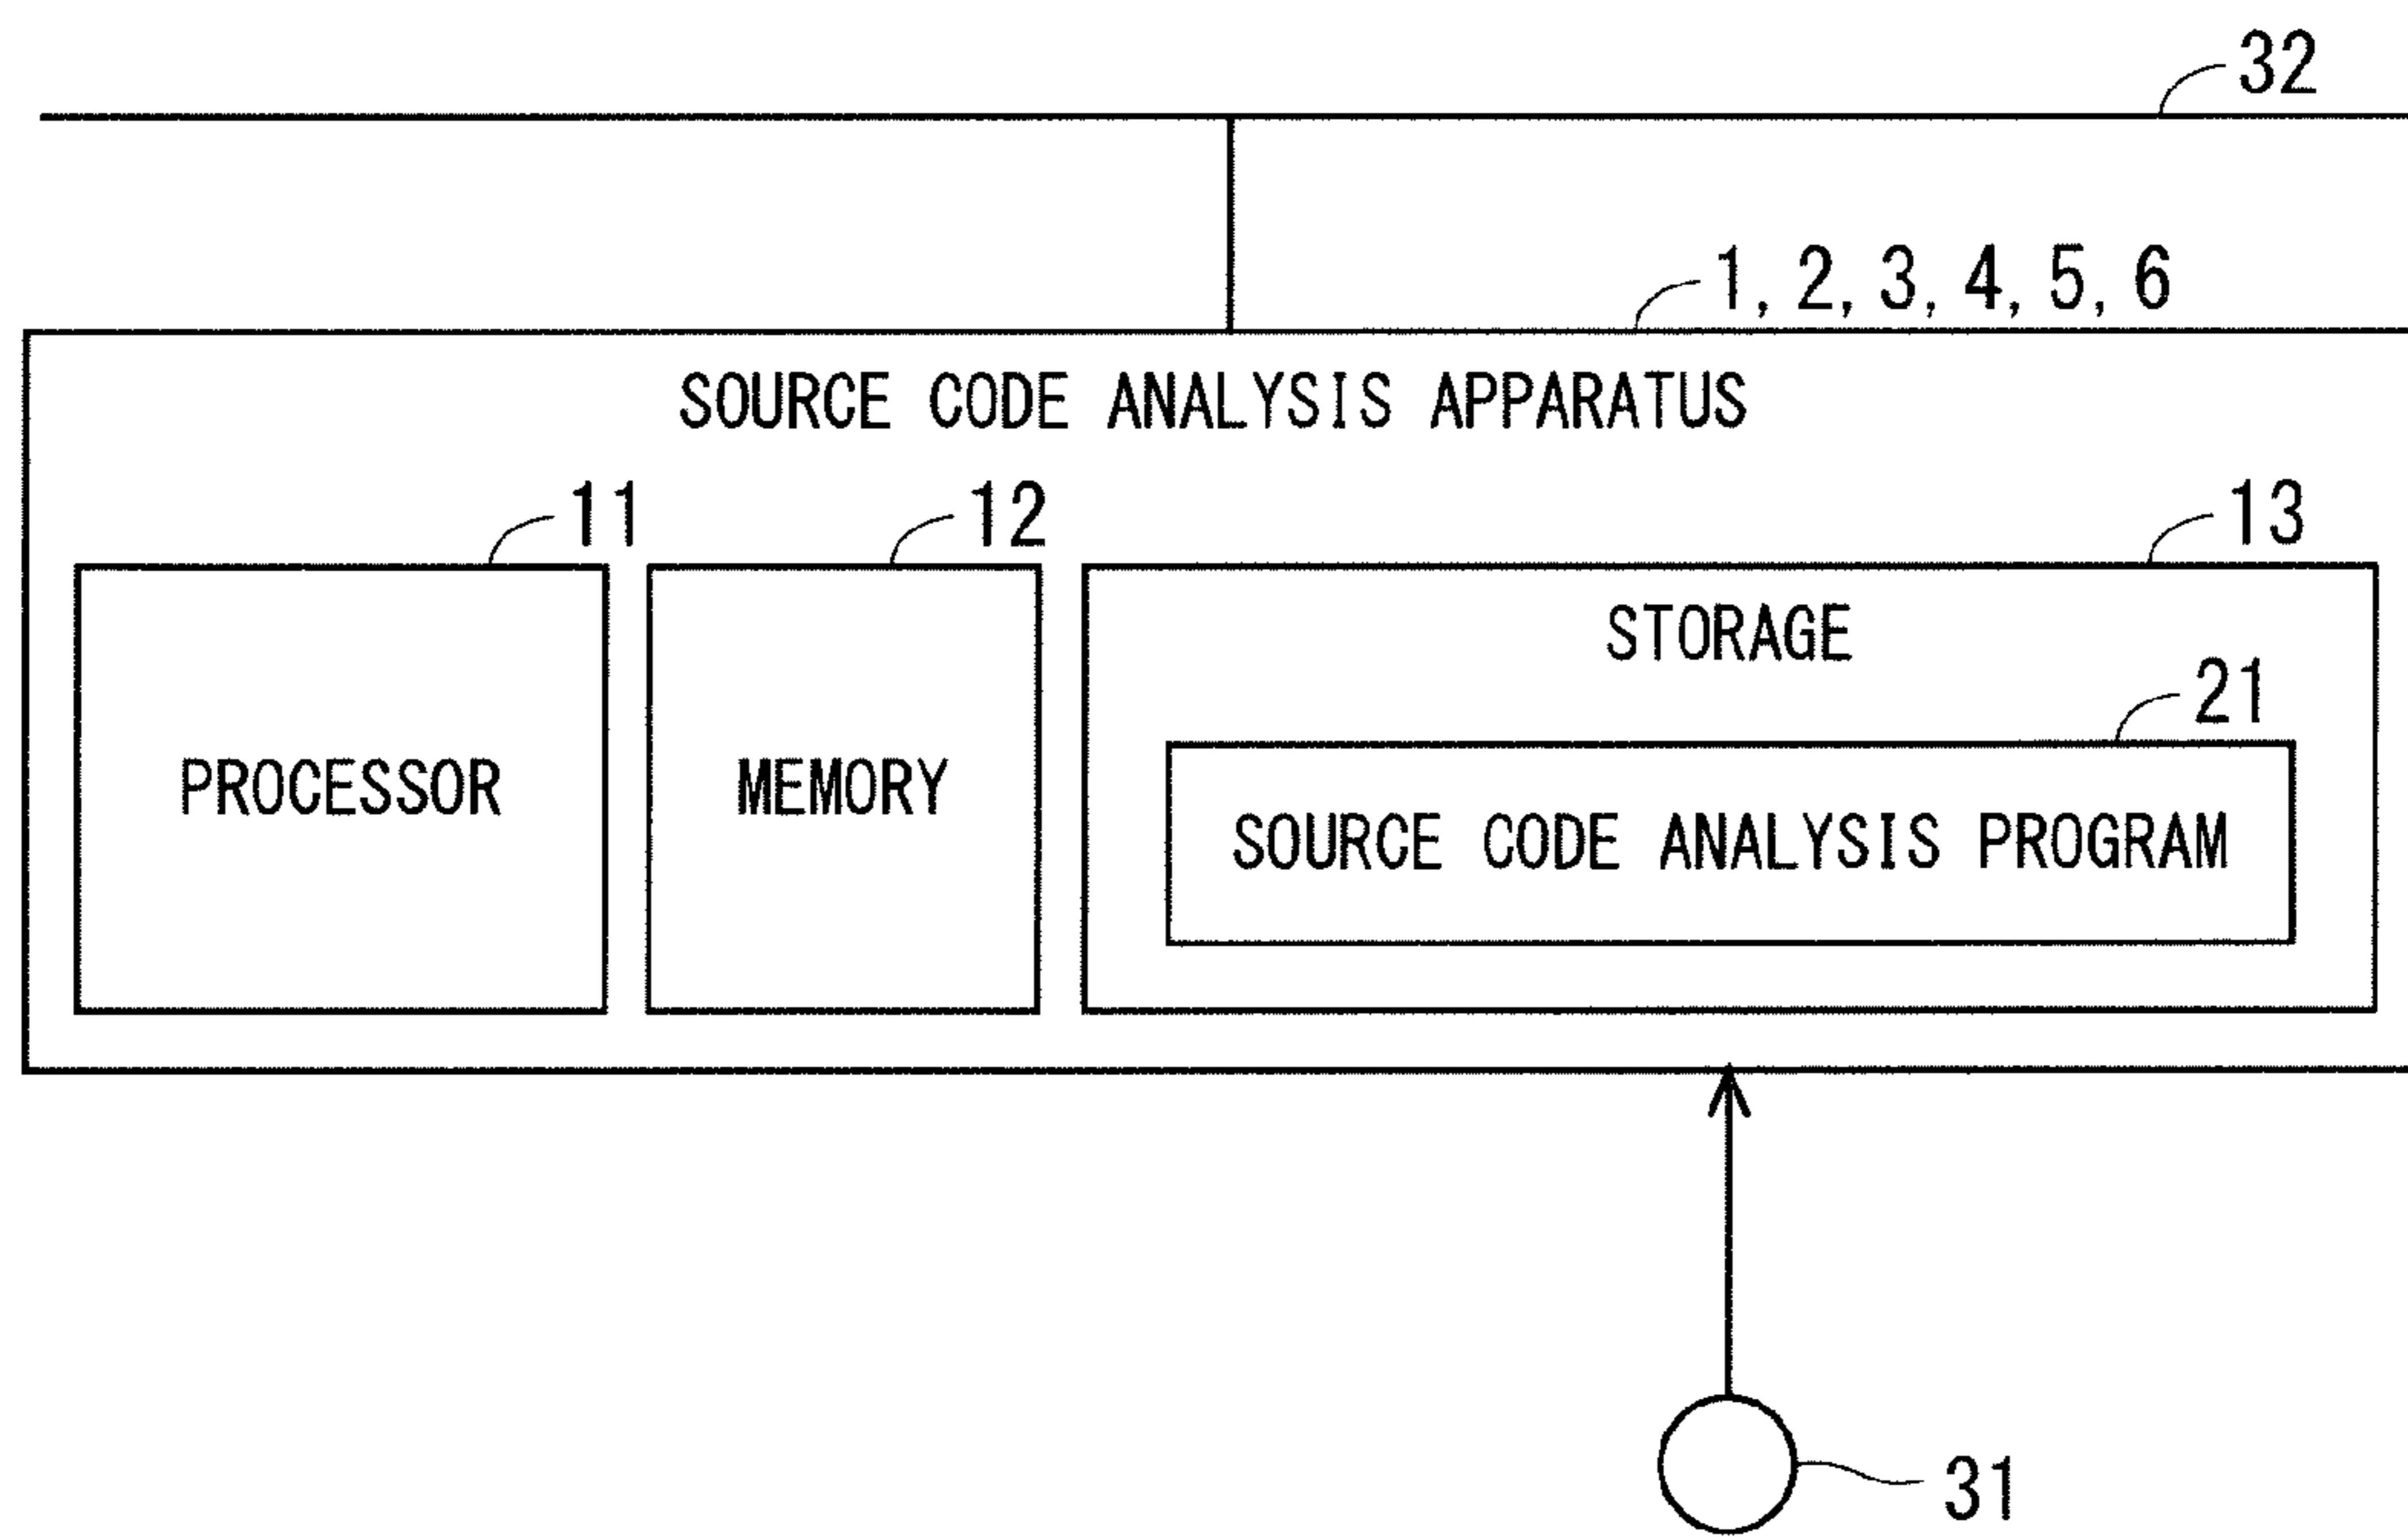 32
1, 2, 3, 4, 5, 6
SOURCE CODE ANALYSIS APPARATUS
11
12
13
STORAGE
21
PROCESSOR
MEMORY
SOURCE CODE ANALYSIS PROGRAM
31